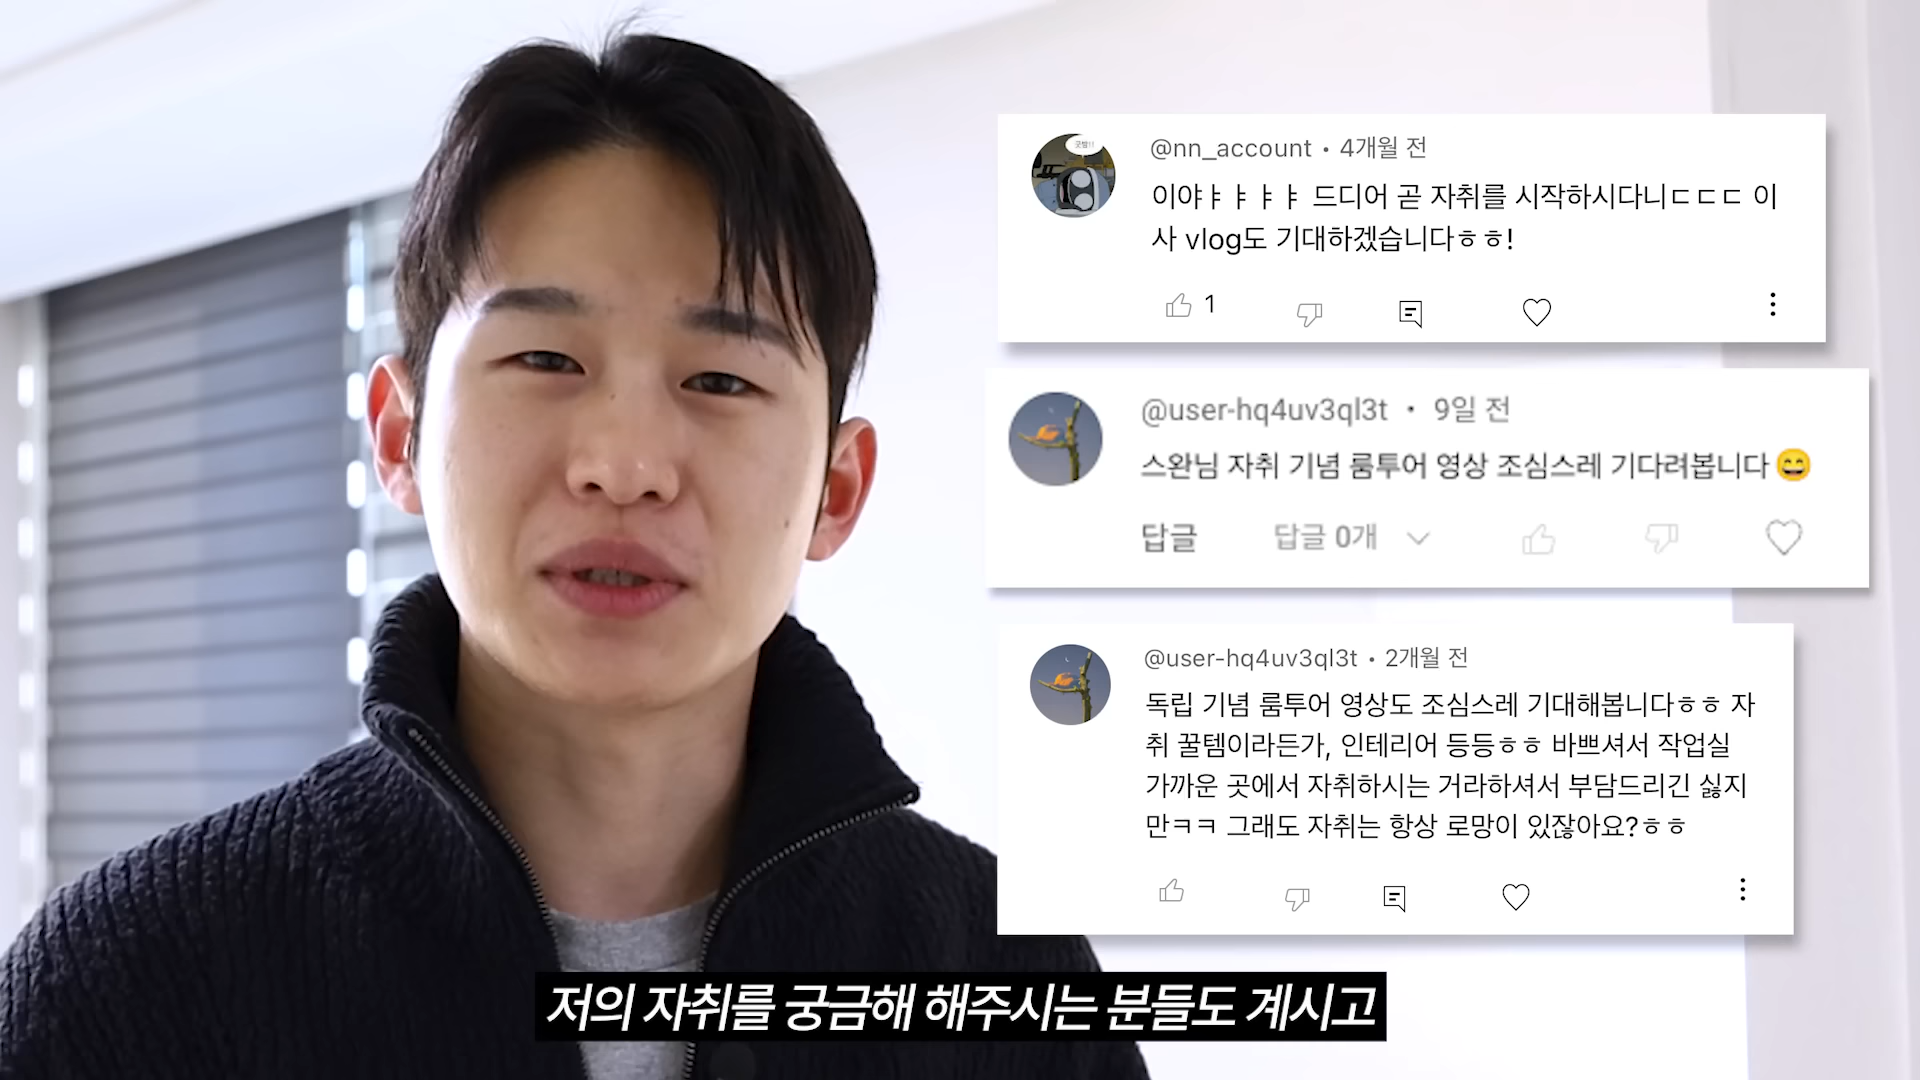 @nn_account • 4개월 전
이야ㅑㅑㅑㅑ 드디어 곧 자취를 시작하시다니ㄷㄷㄷ 이
사 vlog도 기대하겠습니다ㅎㅎ!
1
@user-hq4uv3ql3t • 9일 전
스완님 자취 기념 룸투어 영상 조심스레 기다려봅니다 😄
답글 답글 0개
@user-hq4uv3ql3t • 2개월 전
독립 기념 룸투어 영상도 조심스레 기대해봅니다ㅎㅎ 자
취 꿀템이라든가, 인테리어 등등ㅎㅎ 바쁘셔서 작업실
가까운 곳에서 자취하시는 거라하셔서 부담드리긴 싫지
만ㅋㅋ 그래도 자취는 항상 로망이 있잖아요?ㅎㅎ
저의 자취를 궁금해 해주시는 분들도 계시고